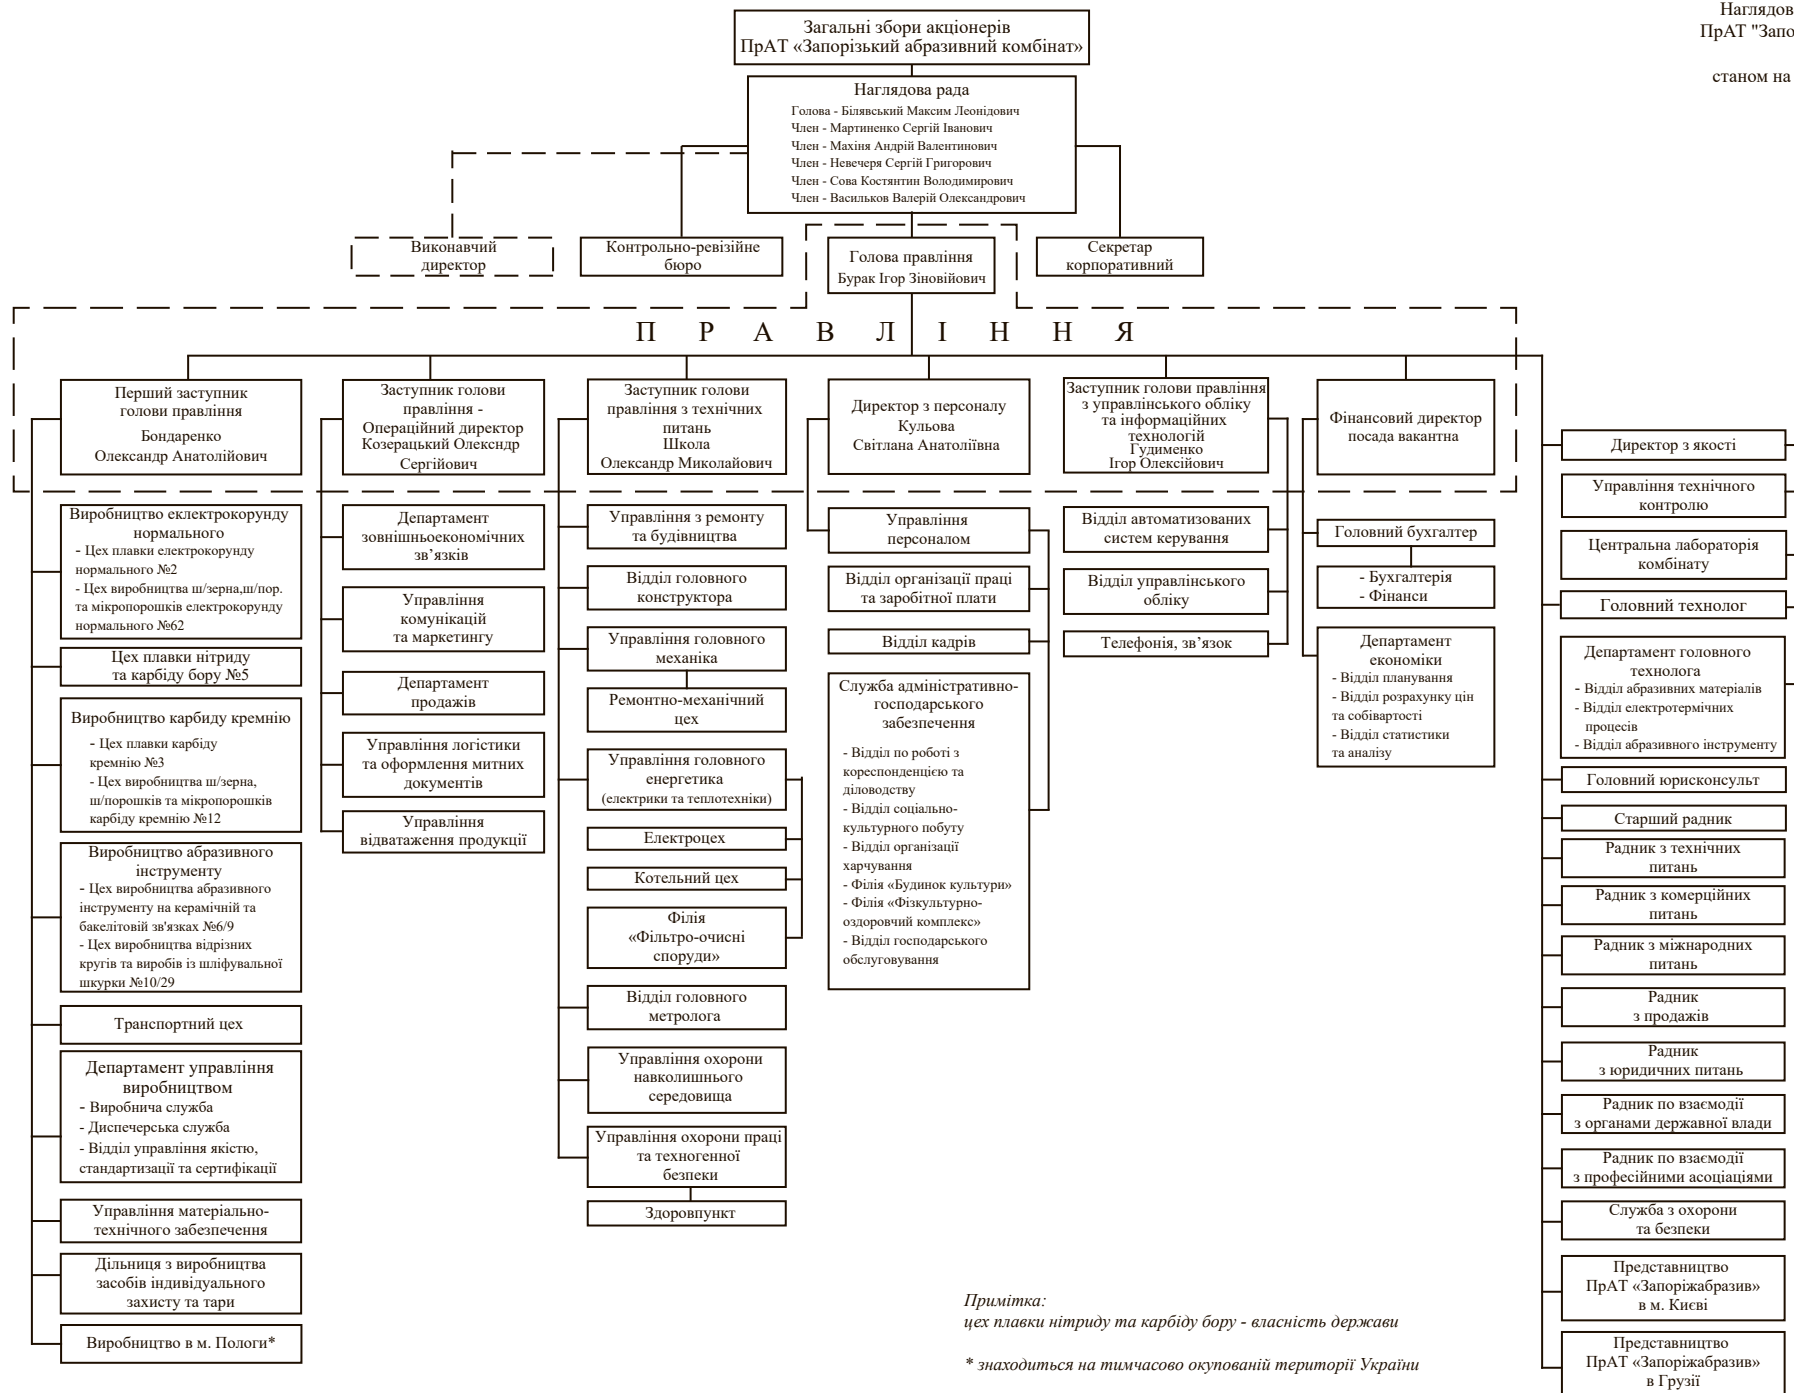 Наглядов
ПрАТ "Запо
станом на
Загальні збори акціонерів
ПрАТ «Запорізький абразивний комбінат»
Наглядова рада
Голова - Білявський Максим Леонідович
Член - Мартиненко Сергій Іванович
Член - Махіня Андрій Валентинович
Член - Невечеря Сергій Григорович
Член - Сова Костянтин Володимирович
Член - Васильков Валерій Олександрович
Виконавчий
директор
Контрольно-ревізійне
бюро
Голова правління
Бурак Ігор Зіновійович
Секретар
корпоративний
П Р А В Л І Н Н Я
Перший заступник
голови правління
Бондаренко
Олександр Анатолійович
Заступник голови
правління -
Операційний директор
Козерацький Олексндр
Сергійович
Заступник голови
правління з технічних
питань
Школа
Олександр Миколайович
Директор з персоналу
Кульова
Світлана Анатоліївна
Заступник голови правління
з управлінського обліку
та інформаційних
технологій
Гудименко
Ігор Олексійович
Фінансовий директор
посада вакантна
Виробництво еклектрокорунду
нормального
- Цех плавки електрокорунду
нормального №2
- Цех виробництва ш/зерна,ш/пор.
та мікропорошків електрокорунду
нормального №62
Цех плавки нітриду
та карбіду бору №5
Виробництво карбиду кремнію
- Цех плавки карбіду
кремнію №3
- Цех виробництва ш/зерна,
ш/порошків та мікропорошків
карбіду кремнію №12
Виробництво абразивного
інструменту
- Цех виробництва абразивного
інструменту на керамічній та
бакелітовій зв'язках №6/9
- Цех виробництва відрізних
кругів та виробів із шліфувальної
шкурки №10/29
Транспортний цех
Департамент управління
виробництвом
- Виробнича служба
- Диспечерська служба
- Відділ управління якістю,
стандартизації та сертифікації
Управління матеріально-
технічного забезпечення
Дільниця з виробництва
засобів індивідуального
захисту та тари
Виробництво в м. Пологи*
Департамент
зовнішньоекономічних
зв’язків
Управління
комунікацій
та маркетингу
Департамент
продажів
Управління логістики
та оформлення митних
документів
Управління
відватаження продукції
Управління з ремонту
та будівництва
Відділ головного
конструктора
Управління головного
механіка
Ремонтно-механічний
цех
Управління головного
енергетика
(електрики та теплотехніки)
Електроцех
Котельний цех
Філія
«Фільтро-очисні
споруди»
Відділ головного
метролога
Управління охорони
навколишнього
середовища
Управління охорони праці
та техногенної
безпеки
Здоровпункт
Управління
персоналом
Відділ організації праці
та заробітної плати
Відділ кадрів
Служба адміністративно-
господарського
забезпечення
- Відділ по роботі з
кореспонденцією та
діловодству
- Відділ соціально-
культурного побуту
- Відділ організації
харчування
- Філія «Будинок культури»
- Філія «Фізкультурно-
оздоровчий комплекс»
- Відділ господарського
обслуговування
Відділ автоматизованих
систем керування
Відділ управлінського
обліку
Телефонія, зв’язок
Головний бухгалтер
- Бухгалтерія
- Фінанси
Департамент
економіки
- Відділ планування
- Відділ розрахунку цін
та собівартості
- Відділ статистики
та аналізу
Директор з якості
Управління технічного
контролю
Центральна лабораторія
комбінату
Головний технолог
Департамент головного
технолога
- Відділ абразивних матеріалів
- Відділ електротермічних
процесів
- Відділ абразивного інструменту
Головний юрисконсульт
Старший радник
Радник з технічних
питань
Радник з комерційних
питань
Радник з міжнародних
питань
Радник
з продажів
Радник
з юридичних питань
Радник по взаємодії
з органами державної влади
Радник по взаємодії
з професійними асоціаціями
Служба з охорони
та безпеки
Представництво
ПрАТ «Запоріжабразив»
в м. Києві
Представництво
ПрАТ «Запоріжабразив»
в Грузії
Примітка:
цех плавки нітриду та карбіду бору - власність держави
* знаходиться на тимчасово окупованій території України